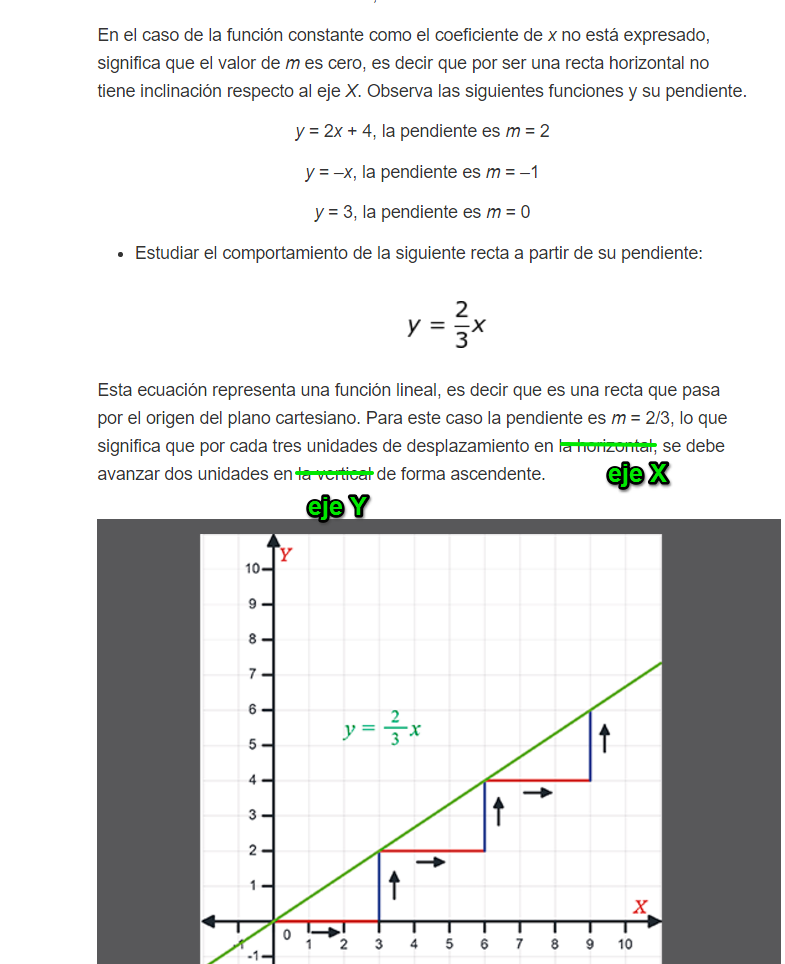 En el caso de la función constante como el coeficiente de x no está expresado,
significa que el valor de m es cero, es decir que por ser una recta horizontal no
tiene inclinación respecto al eje X. Observa las siguientes funciones y su pendiente.
y = 2x + 4, la pendiente es m = 2
y = –x, la pendiente es m = –1
y = 3, la pendiente es m = 0
• Estudiar el comportamiento de la siguiente recta a partir de su pendiente:
y = 2/3 x
Esta ecuación representa una función lineal, es decir que es una recta que pasa
por el origen del plano cartesiano. Para este caso la pendiente es m = 2/3, lo que
significa que por cada tres unidades de desplazamiento en la horizontal, se debe
avanzar dos unidades en la vertical de forma ascendente.
eje X
eje Y
Y
10
9
8
7
6
y = 2/3 x
5
4
3
2
1
X
0 1 2 3 4 5 6 7 8 9 10
-1